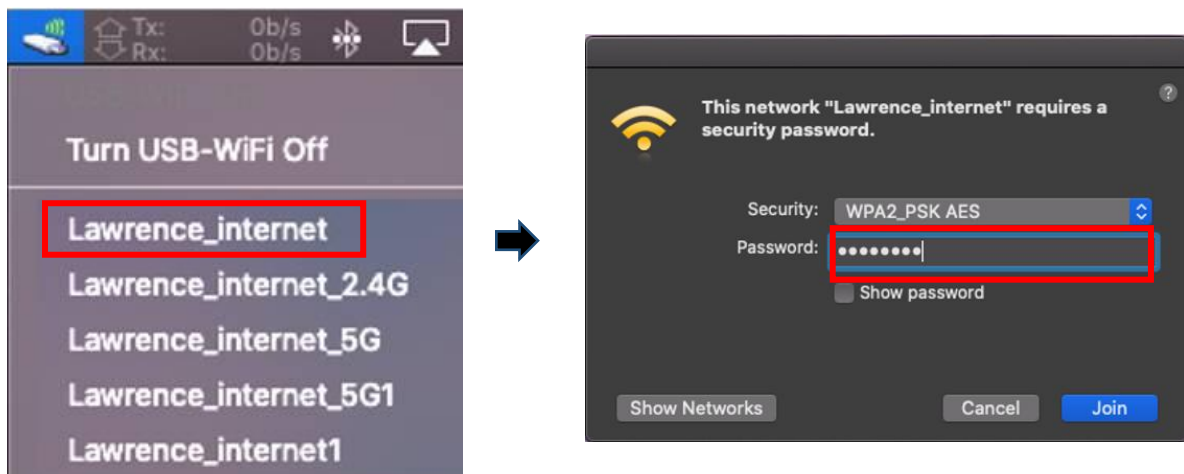 Tx: 0b/s
Rx: 0b/s
Turn USB-WiFi Off
Lawrence_internet
Lawrence_internet_2.4G
Lawrence_internet_5G
Lawrence_internet_5G1
Lawrence_internet1
?
This network "Lawrence_internet" requires a
security password.
Security: WPA2_PSK AES
Password: ••••••••
Show password
Show Networks Cancel Join